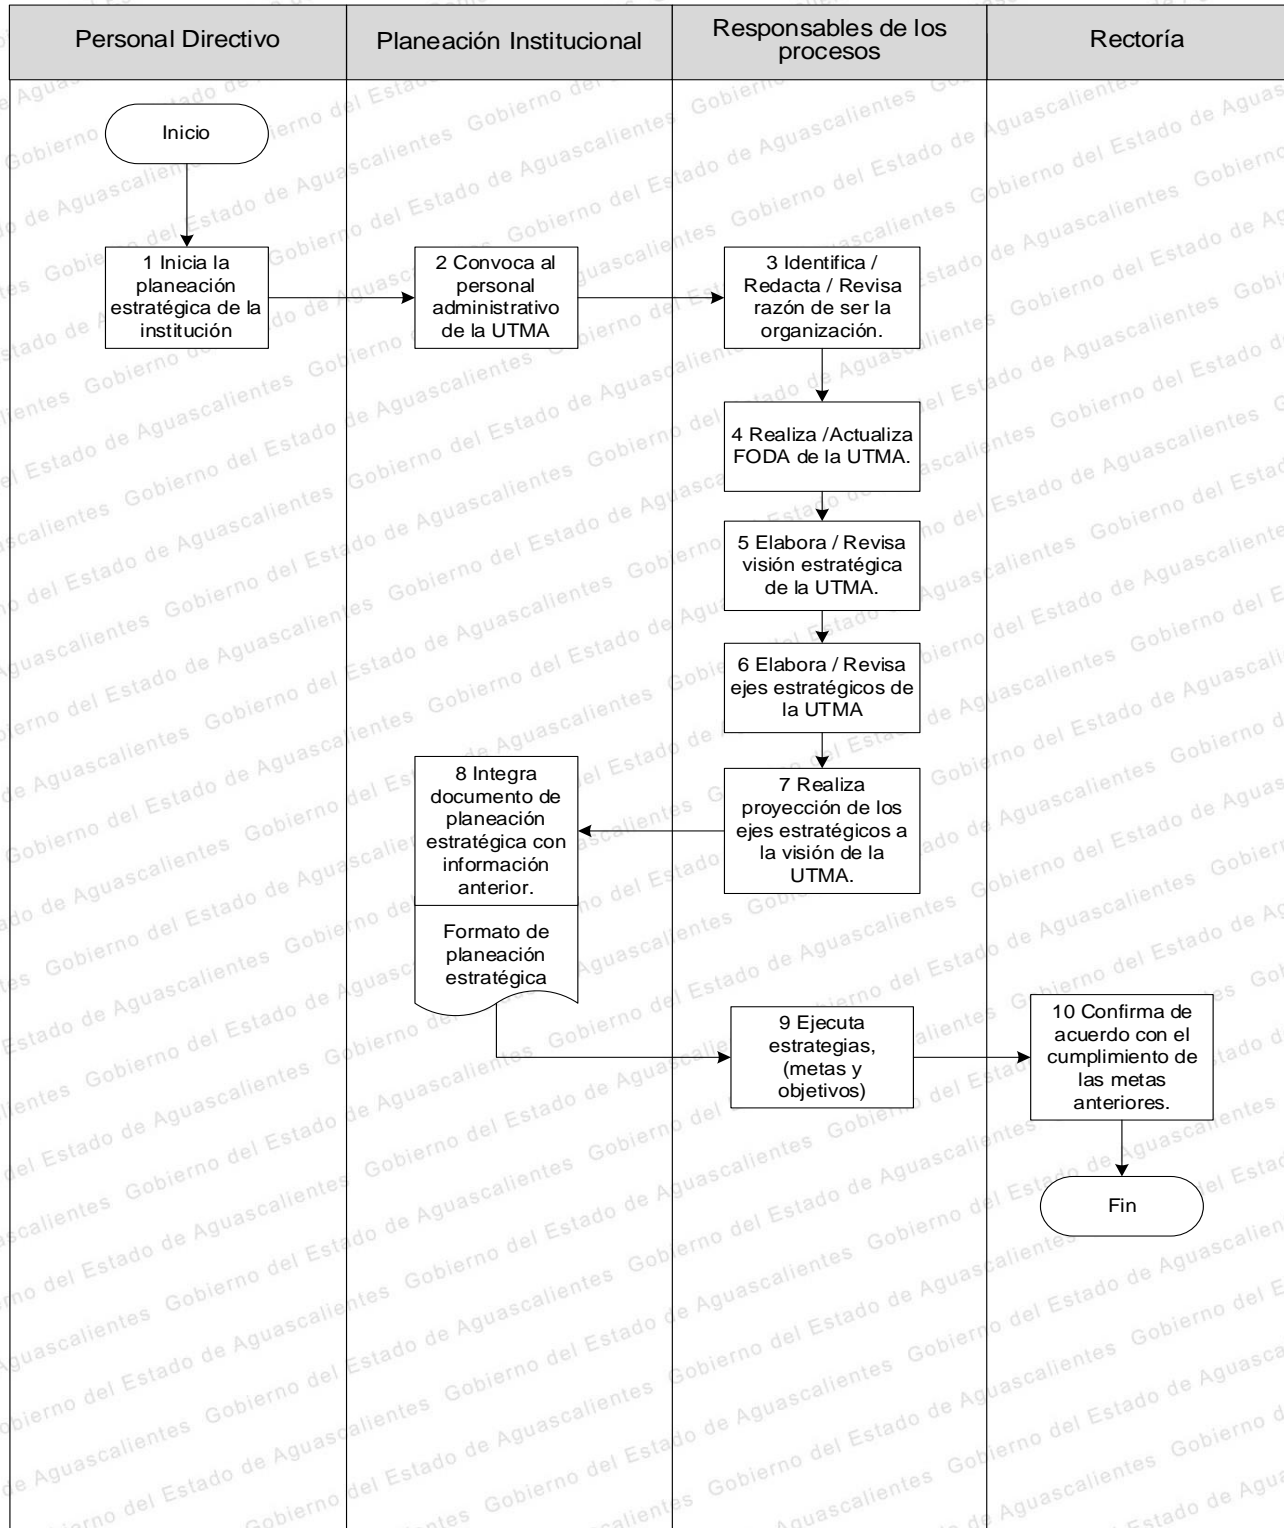 Personal Directivo
Planeación Institucional
Responsables de los
procesos
Rectoría
Inicio
1 Inicia la
planeación
estratégica de la
institución
2 Convoca al
personal
administrativo
de la UTMA
3 Identifica /
Redacta / Revisa
razón de ser la
organización.
4 Realiza /Actualiza
FODA de la UTMA.
5 Elabora / Revisa
visión estratégica
de la UTMA.
6 Elabora / Revisa
ejes estratégicos de
la UTMA
7 Realiza
proyección de los
ejes estratégicos a
la visión de la
UTMA.
8 Integra
documento de
planeación
estratégica con
información
anterior.
Formato de
planeación
estratégica
9 Ejecuta
estrategias,
(metas y
objetivos)
10 Confirma de
acuerdo con el
cumplimiento de
las metas
anteriores.
Fin
Gobierno del Estado de Aguascalientes